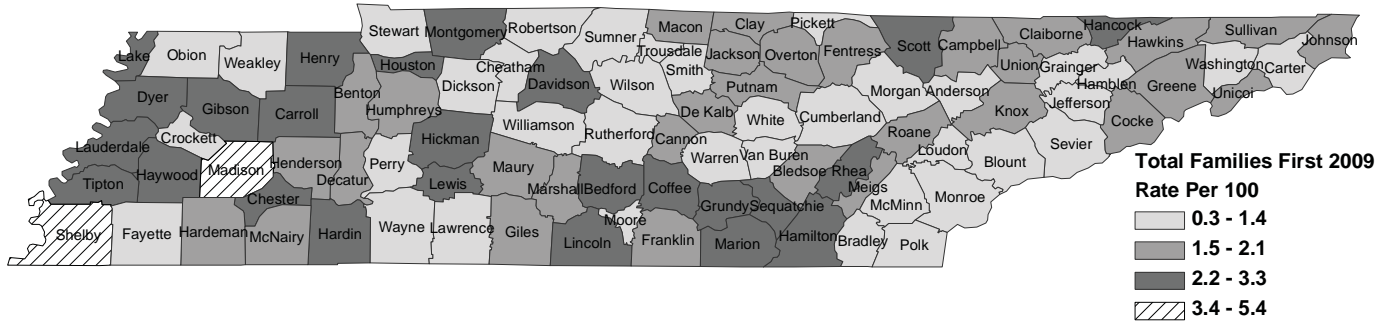 Stewart Montgomery Robertson Sumner Macon Clay Pickett Scott Campbell Claiborne Hancock Hawkins Sullivan Johnson
Lake Obion Weakley Henry Houston Cheatham Trousdale Jackson Overton Fentress Union Grainger Washington Carter
Dyer Gibson Carroll Benton Humphreys Dickson Davidson Wilson Smith Putnam Morgan Anderson Hamblen Greene Unicoi
Crockett Hickman Williamson Rutherford De Kalb White Cumberland Knox Jefferson Cocke
Lauderdale Haywood Madison Henderson Decatur Perry Maury Cannon Warren Van Buren Roane Loudon Blount Sevier
Tipton Chester Lewis Marshall Bedford Coffee Grundy Sequatchie Bledsoe Rhea Meigs McMinn Monroe
Shelby Fayette Hardeman McNairy Hardin Wayne Lawrence Giles Lincoln Moore Franklin Marion Hamilton Bradley Polk
Total Families First 2009
Rate Per 100
0.3 - 1.4
1.5 - 2.1
2.2 - 3.3
3.4 - 5.4